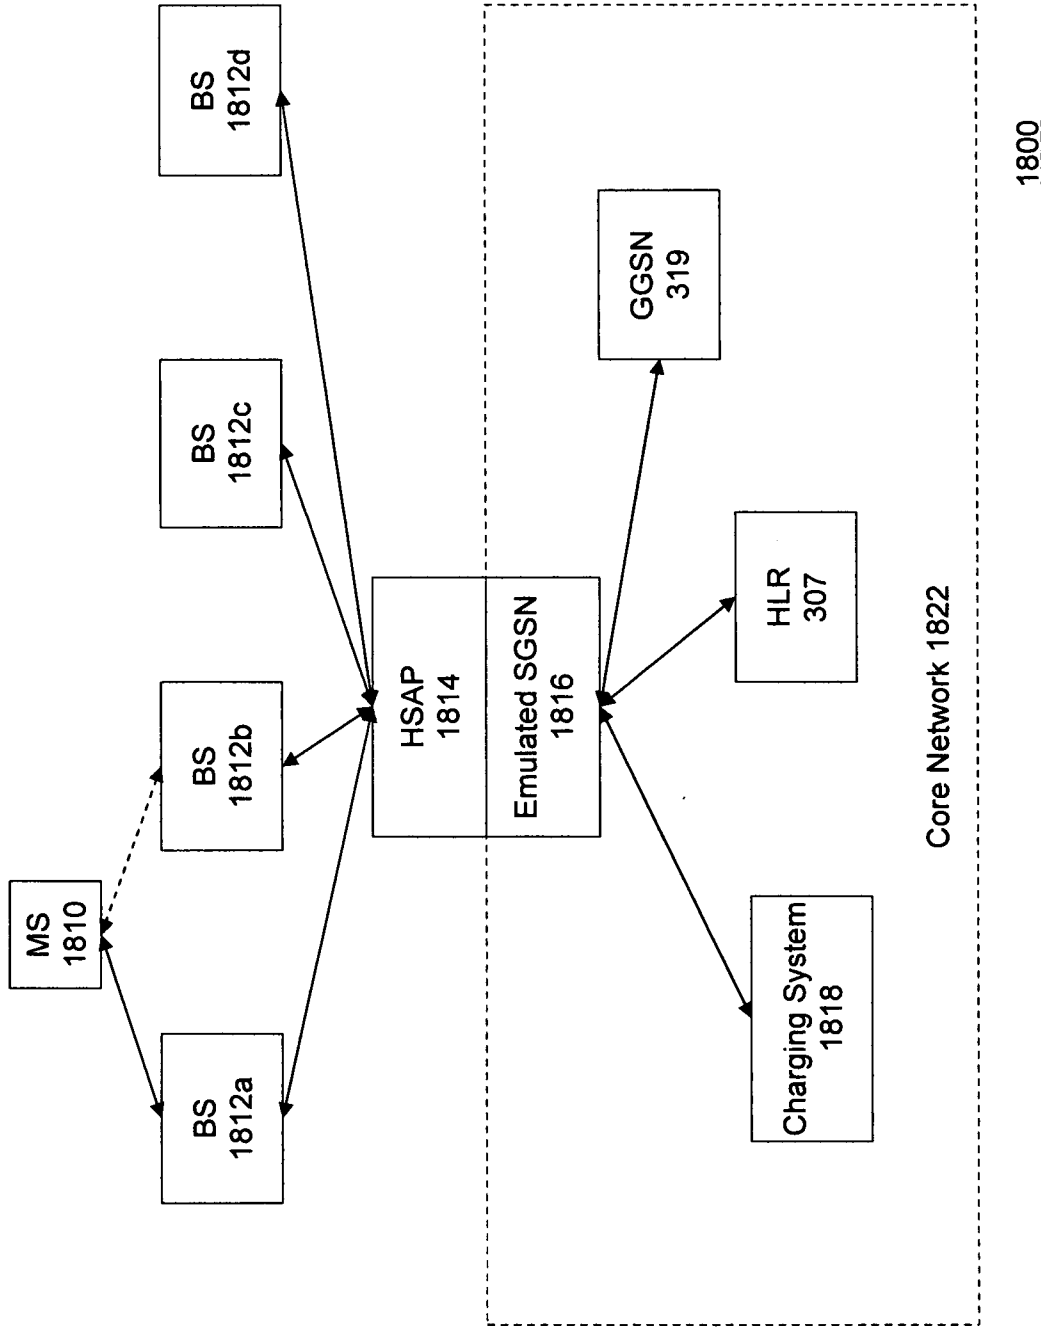 MS
1810
BS
1812a
BS
1812b
BS
1812c
BS
1812d
HSAP
1814
Emulated SGSN
1816
Charging System
1818
HLR
307
GGSN
319
Core Network 1822
1800